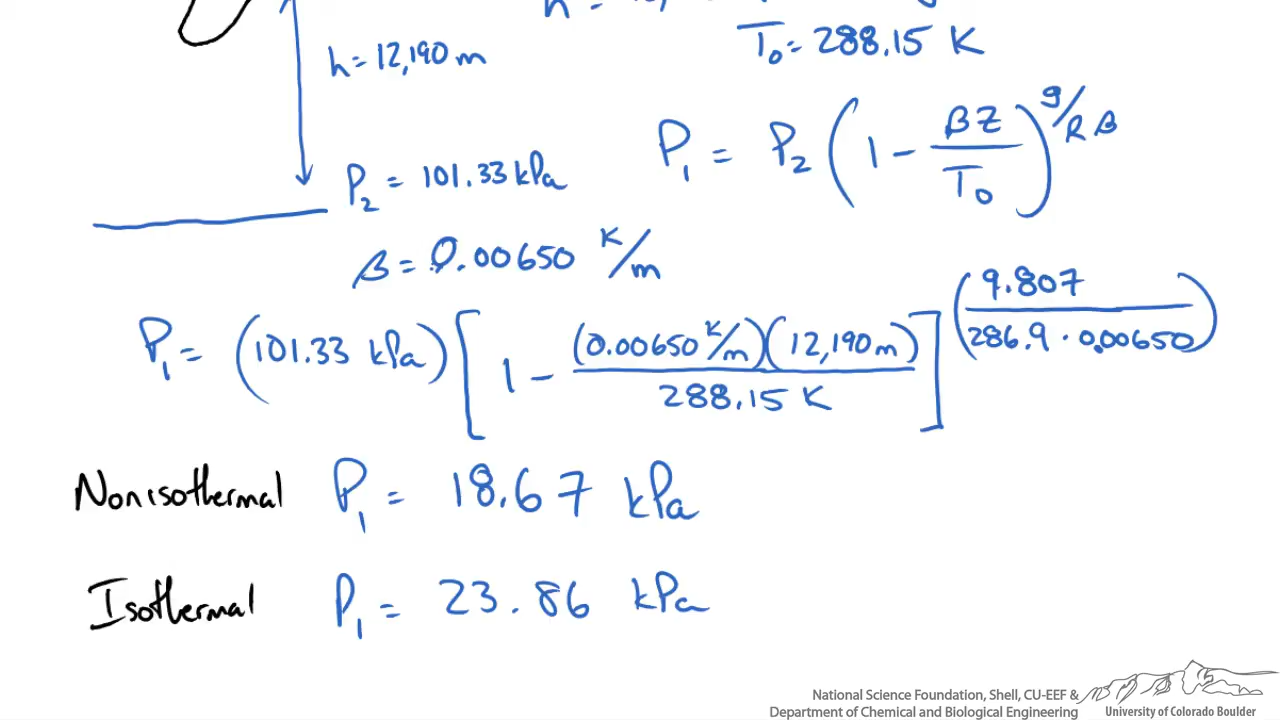 h = 12,190 m
T₀ = 288.15 K
P₁ = P₂ (1 - βZ/T₀)^(g/Rβ)
P₂ = 101.33 kPa
β = 0.00650 K/m
P₁ = (101.33 kPa) [1 - (0.00650 K/m)(12,190 m)/288.15 K]^(9.807/(286.9 · 0.00650))
Nonisothermal P₁ = 18.67 kPa
Isothermal P₁ = 23.86 kPa
National Science Foundation, Shell, CU-EEF &
Department of Chemical and Biological Engineering
University of Colorado Boulder